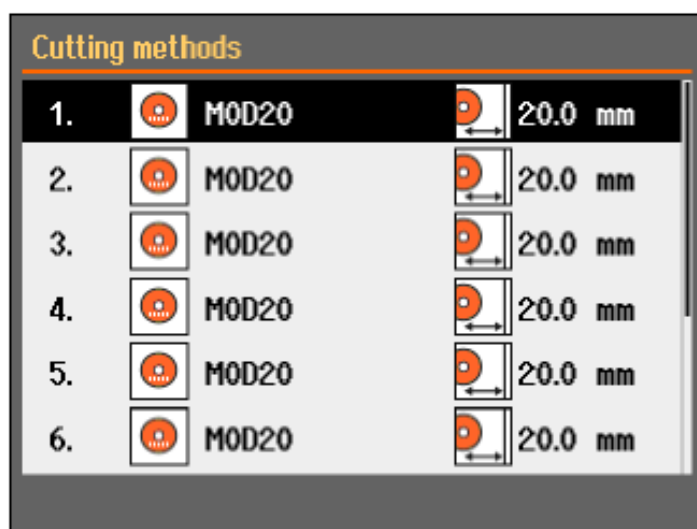 Cutting methods
1. MOD20 20.0 mm
2. MOD20 20.0 mm
3. MOD20 20.0 mm
4. MOD20 20.0 mm
5. MOD20 20.0 mm
6. MOD20 20.0 mm